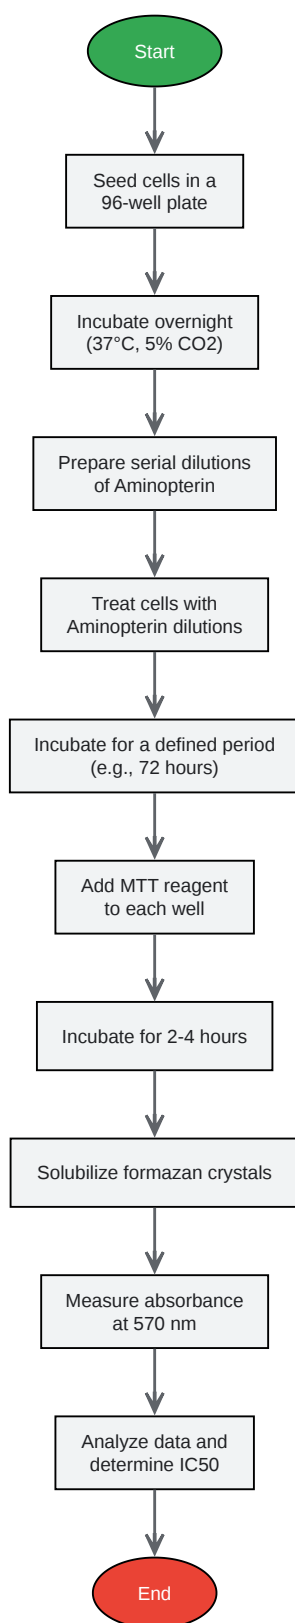 Start
Seed cells in a
96-well plate
Incubate overnight
(37°C, 5% CO2)
Prepare serial dilutions
of Aminopterin
Treat cells with
Aminopterin dilutions
Incubate for a defined period
(e.g., 72 hours)
Add MTT reagent
to each well
Incubate for 2-4 hours
Solubilize formazan crystals
Measure absorbance
at 570 nm
Analyze data and
determine IC50
End